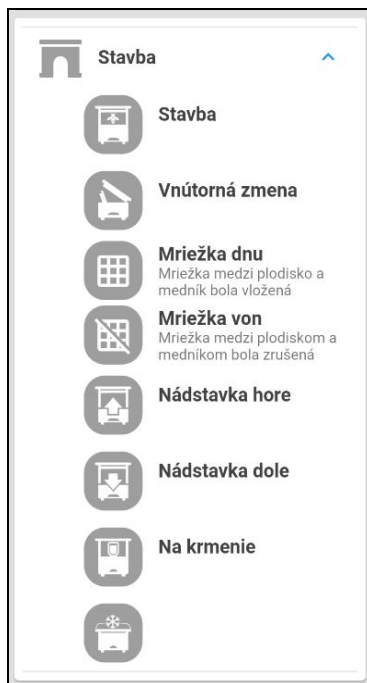 Stavba
Stavba
Vnútorná zmena
Mriežka dnu
Mriežka medzi plodisko a
medník bola vložená
Mriežka von
Mriežka medzi plodiskom a
medníkom bola zrušená
Nádstavka hore
Nádstavka dole
Na krmenie